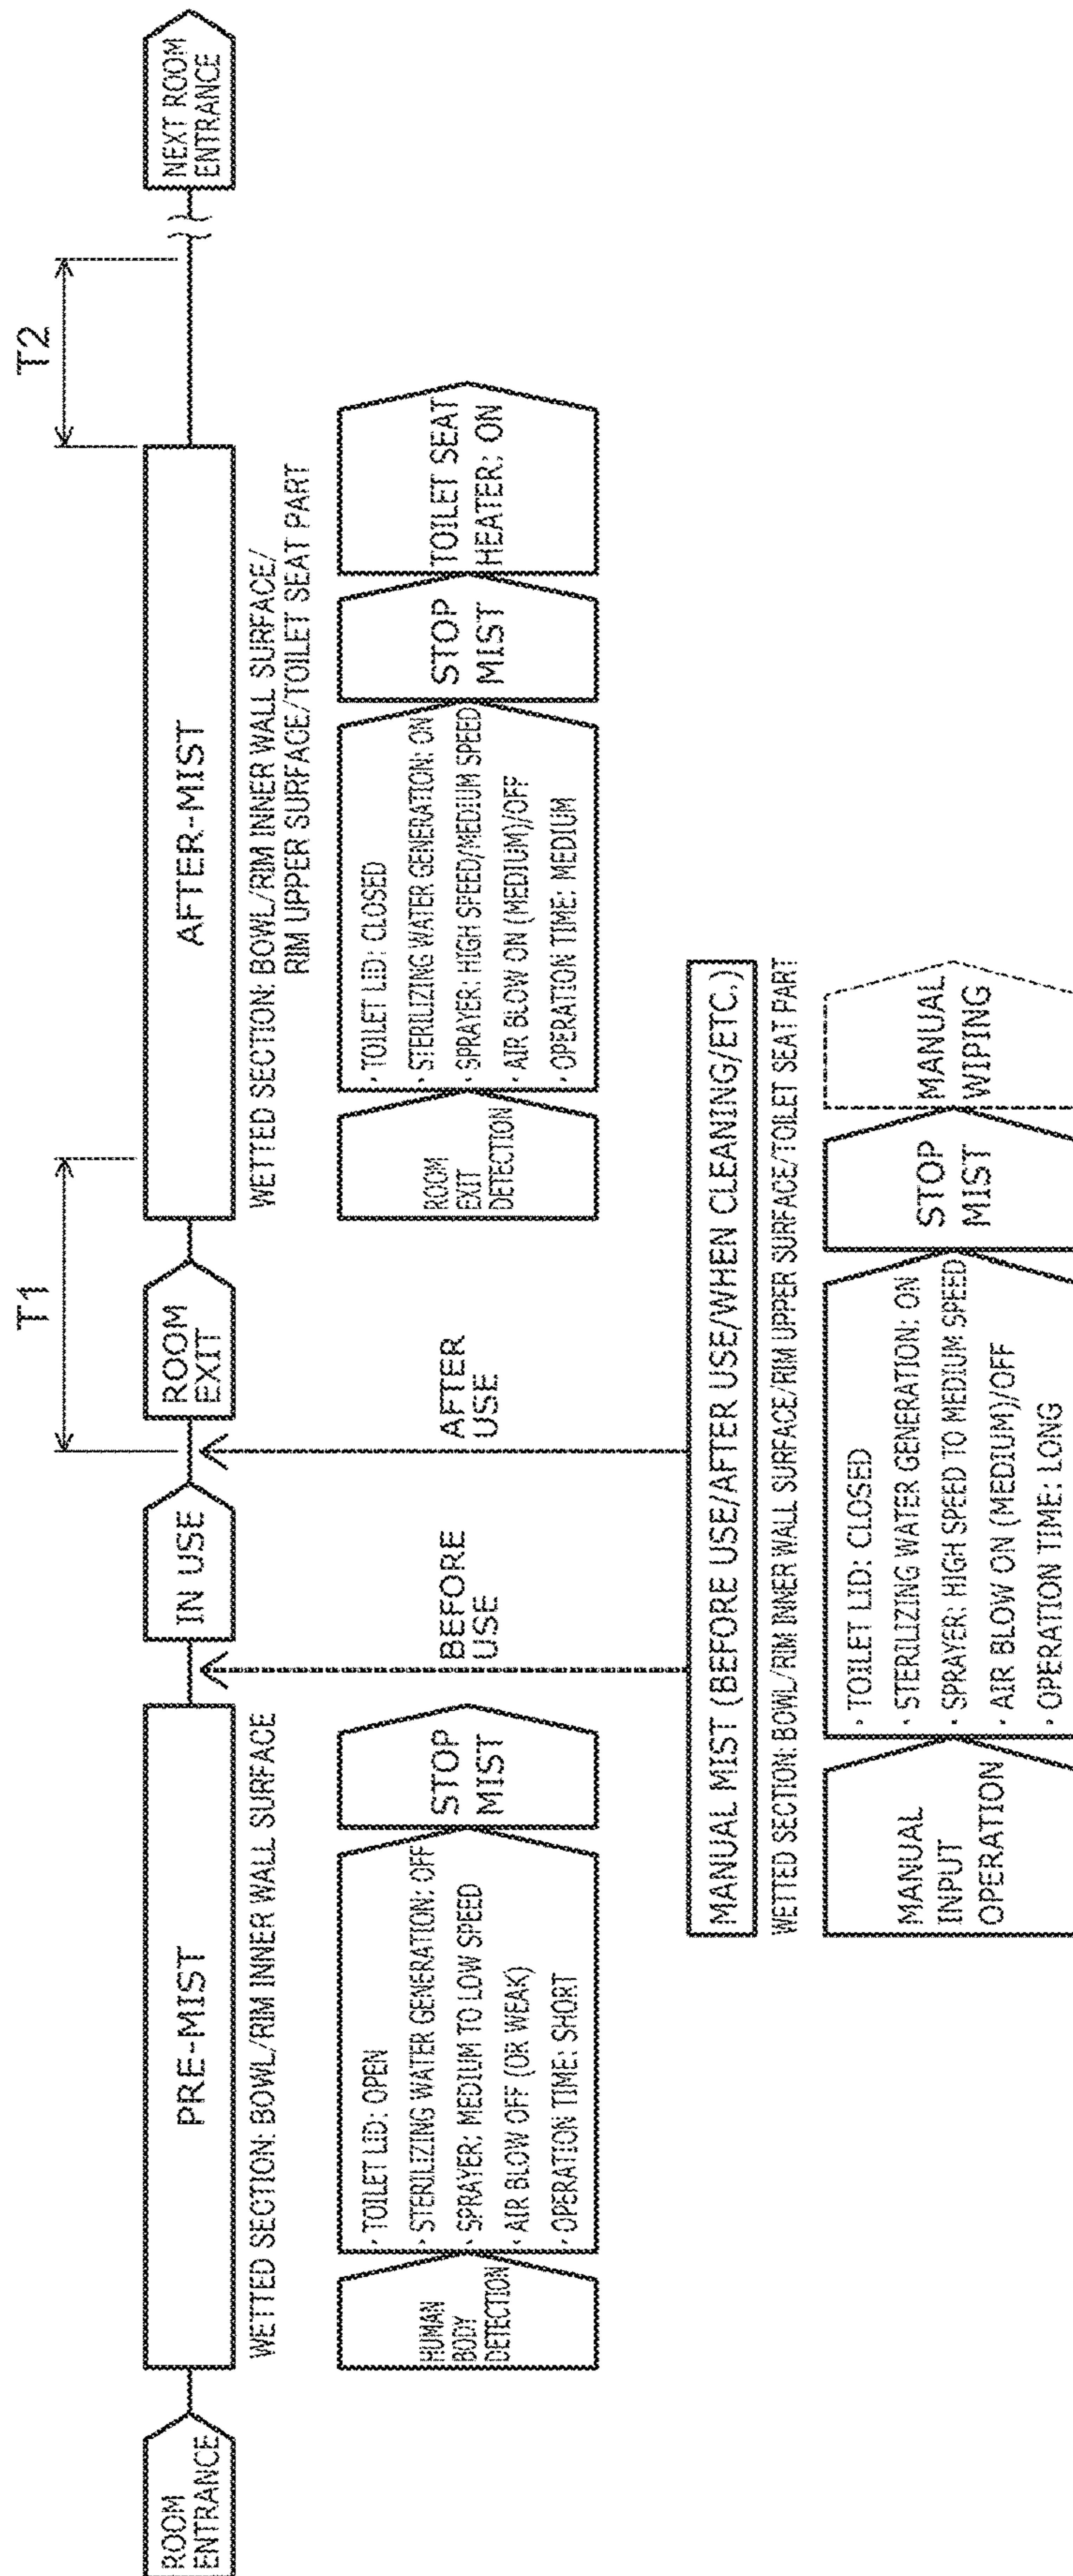 T1
T2
ROOM
ENTRANCE
PRE-MIST
IN USE
ROOM
EXIT
AFTER-MIST
NEXT ROOM
ENTRANCE
WETTED SECTION: BOWL/RIM INNER WALL SURFACE
HUMAN
BODY
DETECTION
· TOILET LID: OPEN
· STERILIZING WATER GENERATION: OFF
· SPRAYER: MEDIUM TO LOW SPEED
· AIR BLOW OFF (OR WEAK)
· OPERATION TIME: SHORT
STOP
MIST
BEFORE
USE
AFTER
USE
WETTED SECTION: BOWL/RIM INNER WALL SURFACE/
RIM UPPER SURFACE/TOILET SEAT PART
ROOM
EXIT
DETECTION
· TOILET LID: CLOSED
· STERILIZING WATER GENERATION: ON
· SPRAYER: HIGH SPEED/MEDIUM SPEED
· AIR BLOW ON (MEDIUM)/OFF
· OPERATION TIME: MEDIUM
STOP
MIST
TOILET SEAT
HEATER: ON
MANUAL MIST (BEFORE USE/AFTER USE/WHEN CLEANING/ETC.)
WETTED SECTION: BOWL/RIM INNER WALL SURFACE/RIM UPPER SURFACE/TOILET SEAT PART
MANUAL
INPUT
OPERATION
· TOILET LID: CLOSED
· STERILIZING WATER GENERATION: ON
· SPRAYER: HIGH SPEED TO MEDIUM SPEED
· AIR BLOW ON (MEDIUM)/OFF
· OPERATION TIME: LONG
STOP
MIST
MANUAL
WIPING